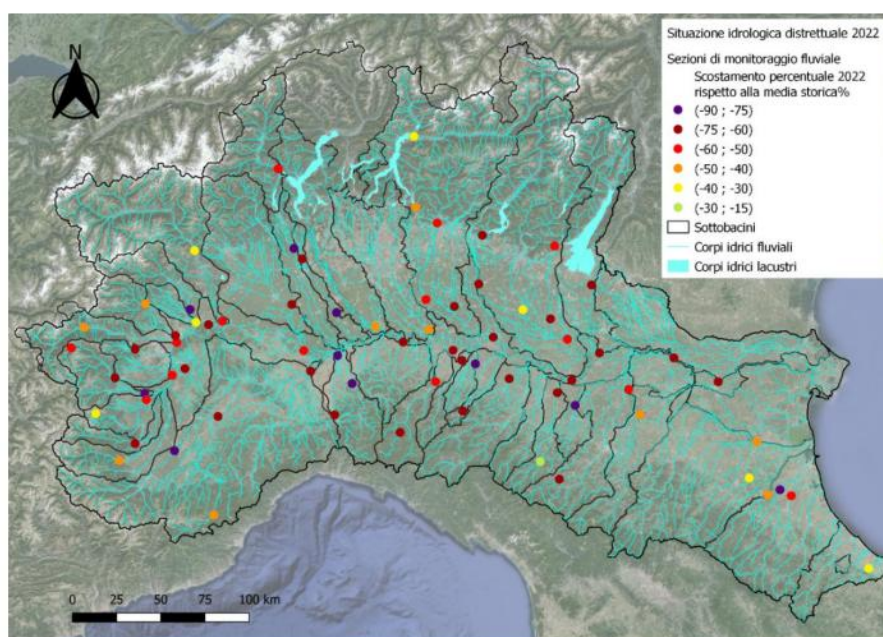 Situazione idrologica distrettuale 2022
Sezioni di monitoraggio fluviale
Scostamento percentuale 2022
rispetto alla media storica%
(-90 ; -75)
(-75 ; -60)
(-60 ; -50)
(-50 ; -40)
(-40 ; -30)
(-30 ; -15)
Sottobacini
Corpi idrici fluviali
Corpi idrici lacustri
N
0 25 50 75 100 km